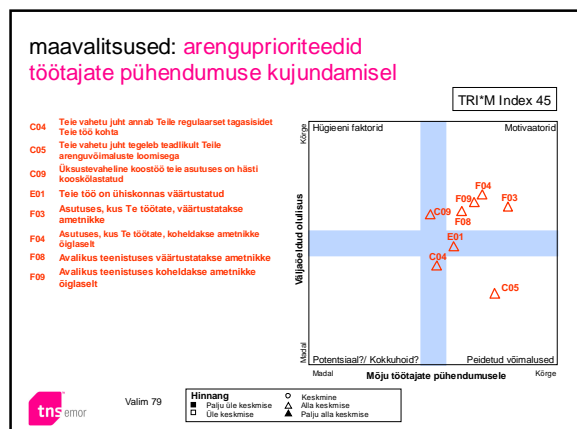 maavalitsused: arenguprioriteedid
töötajate pühendumuse kujundamisel
TRI*M Index 45
C04 Teie vahetu juht annab Teile regulaarset tagasisidet
Teie töö kohta
C05 Teie vahetu juht tegeleb teadlikult Teile
arenguvõimaluste loomisega
C09 Üksustevaheline koostöö teie asutuses on hästi
kooskõlastatud
E01 Teie töö on ühiskonnas väärtustatud
F03 Asutuses, kus Te töötate, väärtustatakse
ametnikke
F04 Asutuses, kus Te töötate, koheldakse ametnikke
õiglaselt
F08 Avalikus teenistuses väärtustatakse ametnikke
F09 Avalikus teenistuses koheldakse ametnikke
õiglaselt
Kõrge
Väljaöeldud olulisus
Madal
Hügieeni faktorid
Motivaatorid
F04
F09
F03
C09
F08
E01
C04
C05
Potentsiaal?/ Kokkuhoid?
Peidetud võimalused
Madal
Mõju töötajate pühendumusele
Kõrge
tns emor
Valim 79
Hinnang
Palju üle keskmise
Üle keskmise
Keskmine
Alla keskmise
Palju alla keskmise